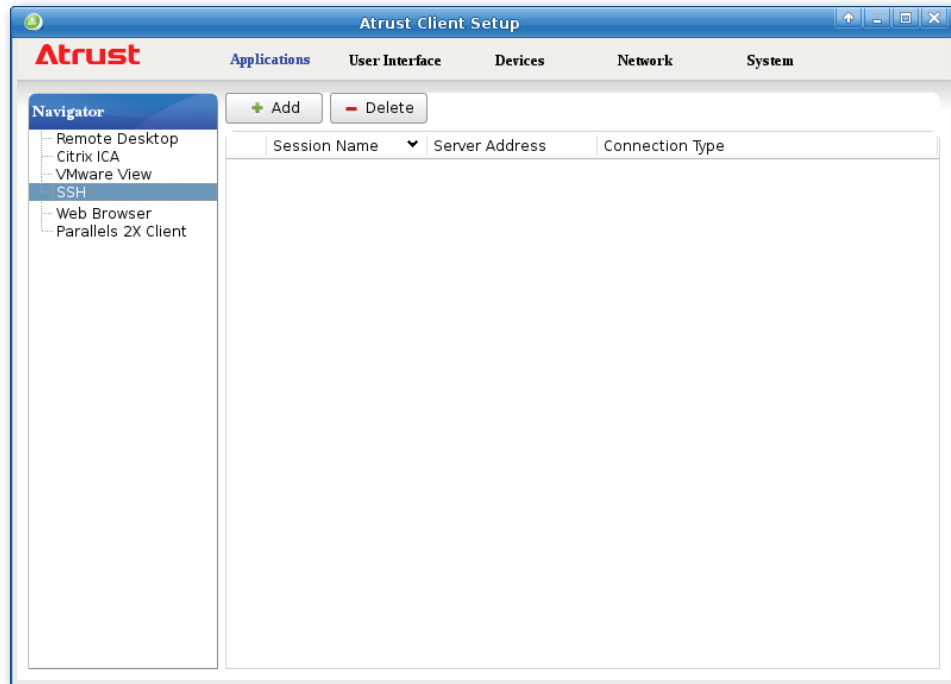 Atrust Client Setup
Atrust
Applications User Interface Devices Network System
Navigator
Remote Desktop
Citrix ICA
VMware View
SSH
Web Browser
Parallels 2X Client
Add Delete
Session Name Server Address Connection Type